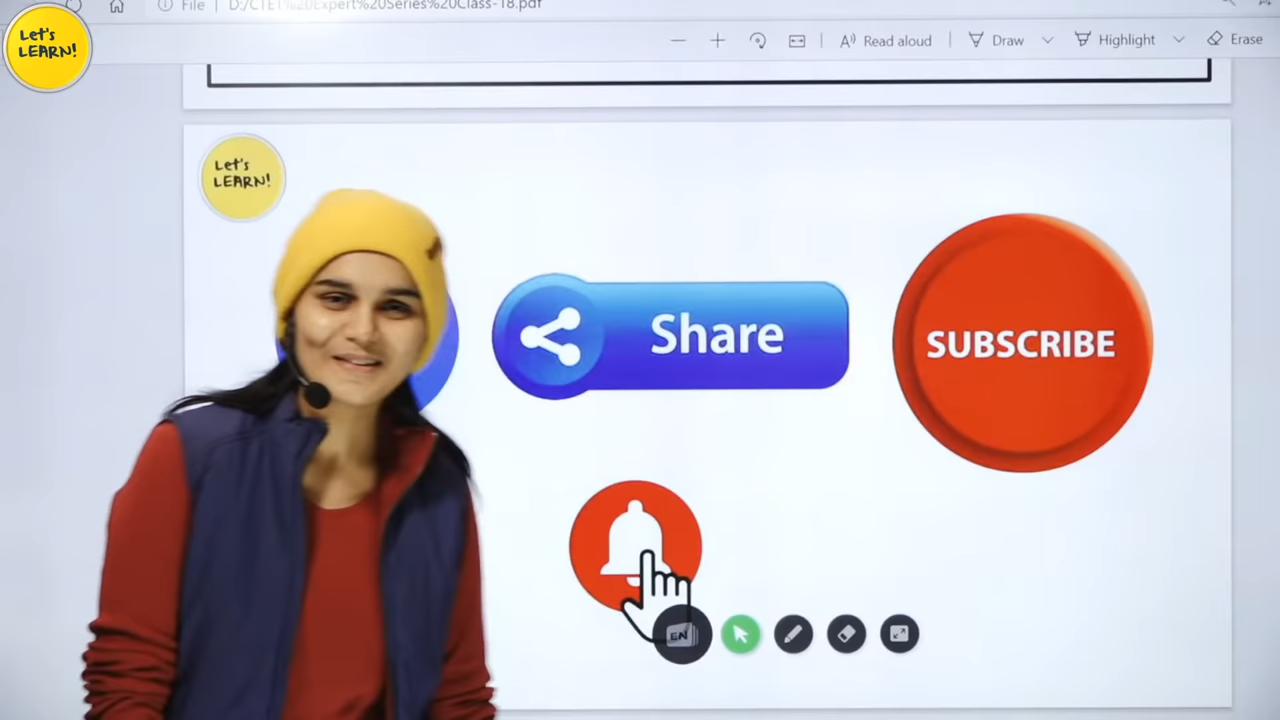 Let's
LEARN!
File
D:/CTET%20Expert%20Series%20Class-18.pdf
Read aloud
Draw
Highlight
Erase
Let's
LEARN!
Share
SUBSCRIBE
EN